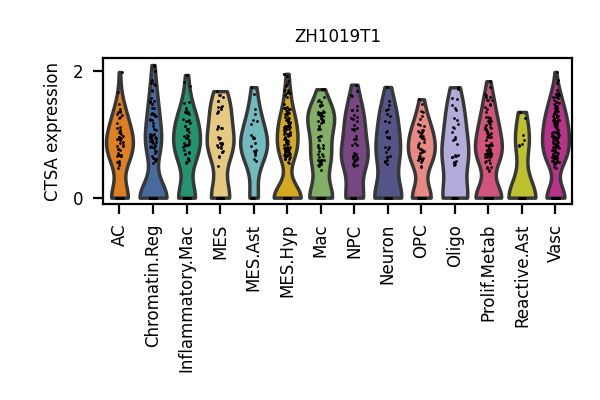 ZH1019T1
CTSA expression
2
0
AC
Chromatin.Reg
Inflammatory.Mac
MES
MES.Ast
MES.Hyp
Mac
NPC
Neuron
OPC
Oligo
Prolif.Metab
Reactive.Ast
Vasc